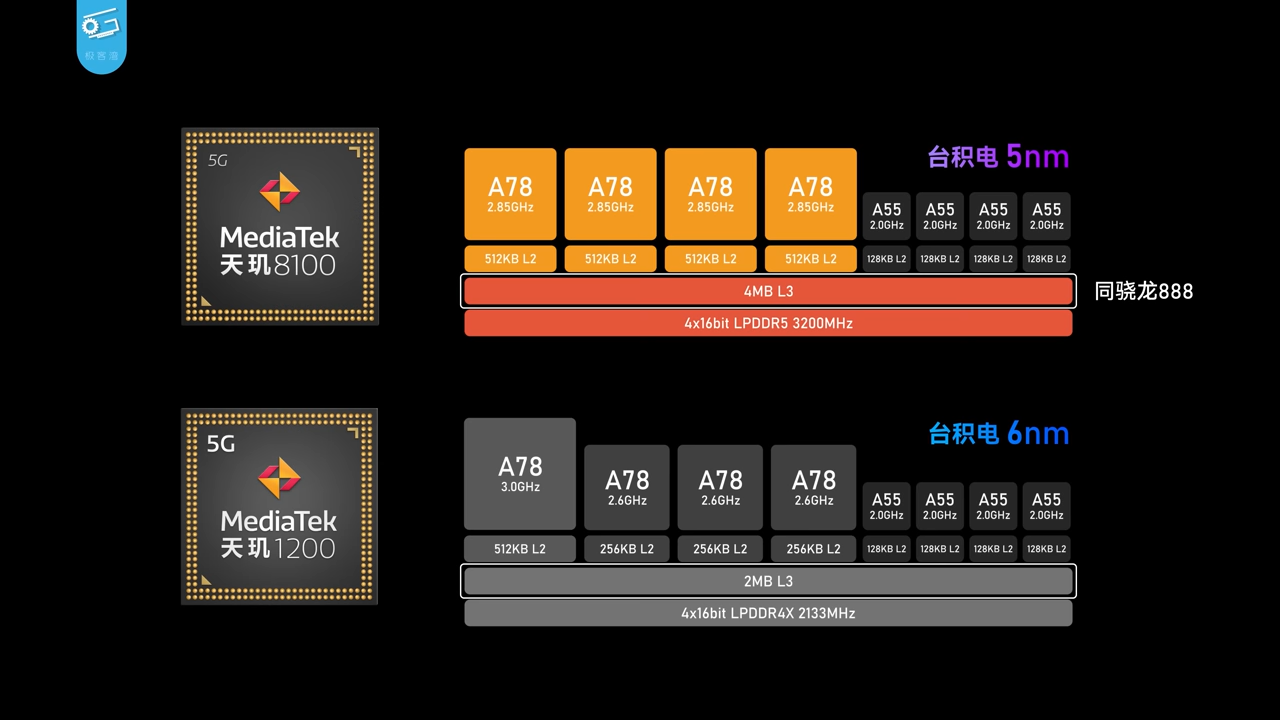 极客湾
5G
MediaTek
天玑8100
台积电 5nm
A78 A78 A78 A78
2.85GHz 2.85GHz 2.85GHz 2.85GHz
A55 A55 A55 A55
2.0GHz 2.0GHz 2.0GHz 2.0GHz
512KB L2 512KB L2 512KB L2 512KB L2 128KB L2 128KB L2 128KB L2 128KB L2
4MB L3
同骁龙888
4x16bit LPDDR5 3200MHz
5G
MediaTek
天玑1200
台积电 6nm
A78 A78 A78 A78
3.0GHz 2.6GHz 2.6GHz 2.6GHz
A55 A55 A55 A55
2.0GHz 2.0GHz 2.0GHz 2.0GHz
512KB L2 256KB L2 256KB L2 256KB L2 128KB L2 128KB L2 128KB L2 128KB L2
2MB L3
4x16bit LPDDR4X 2133MHz